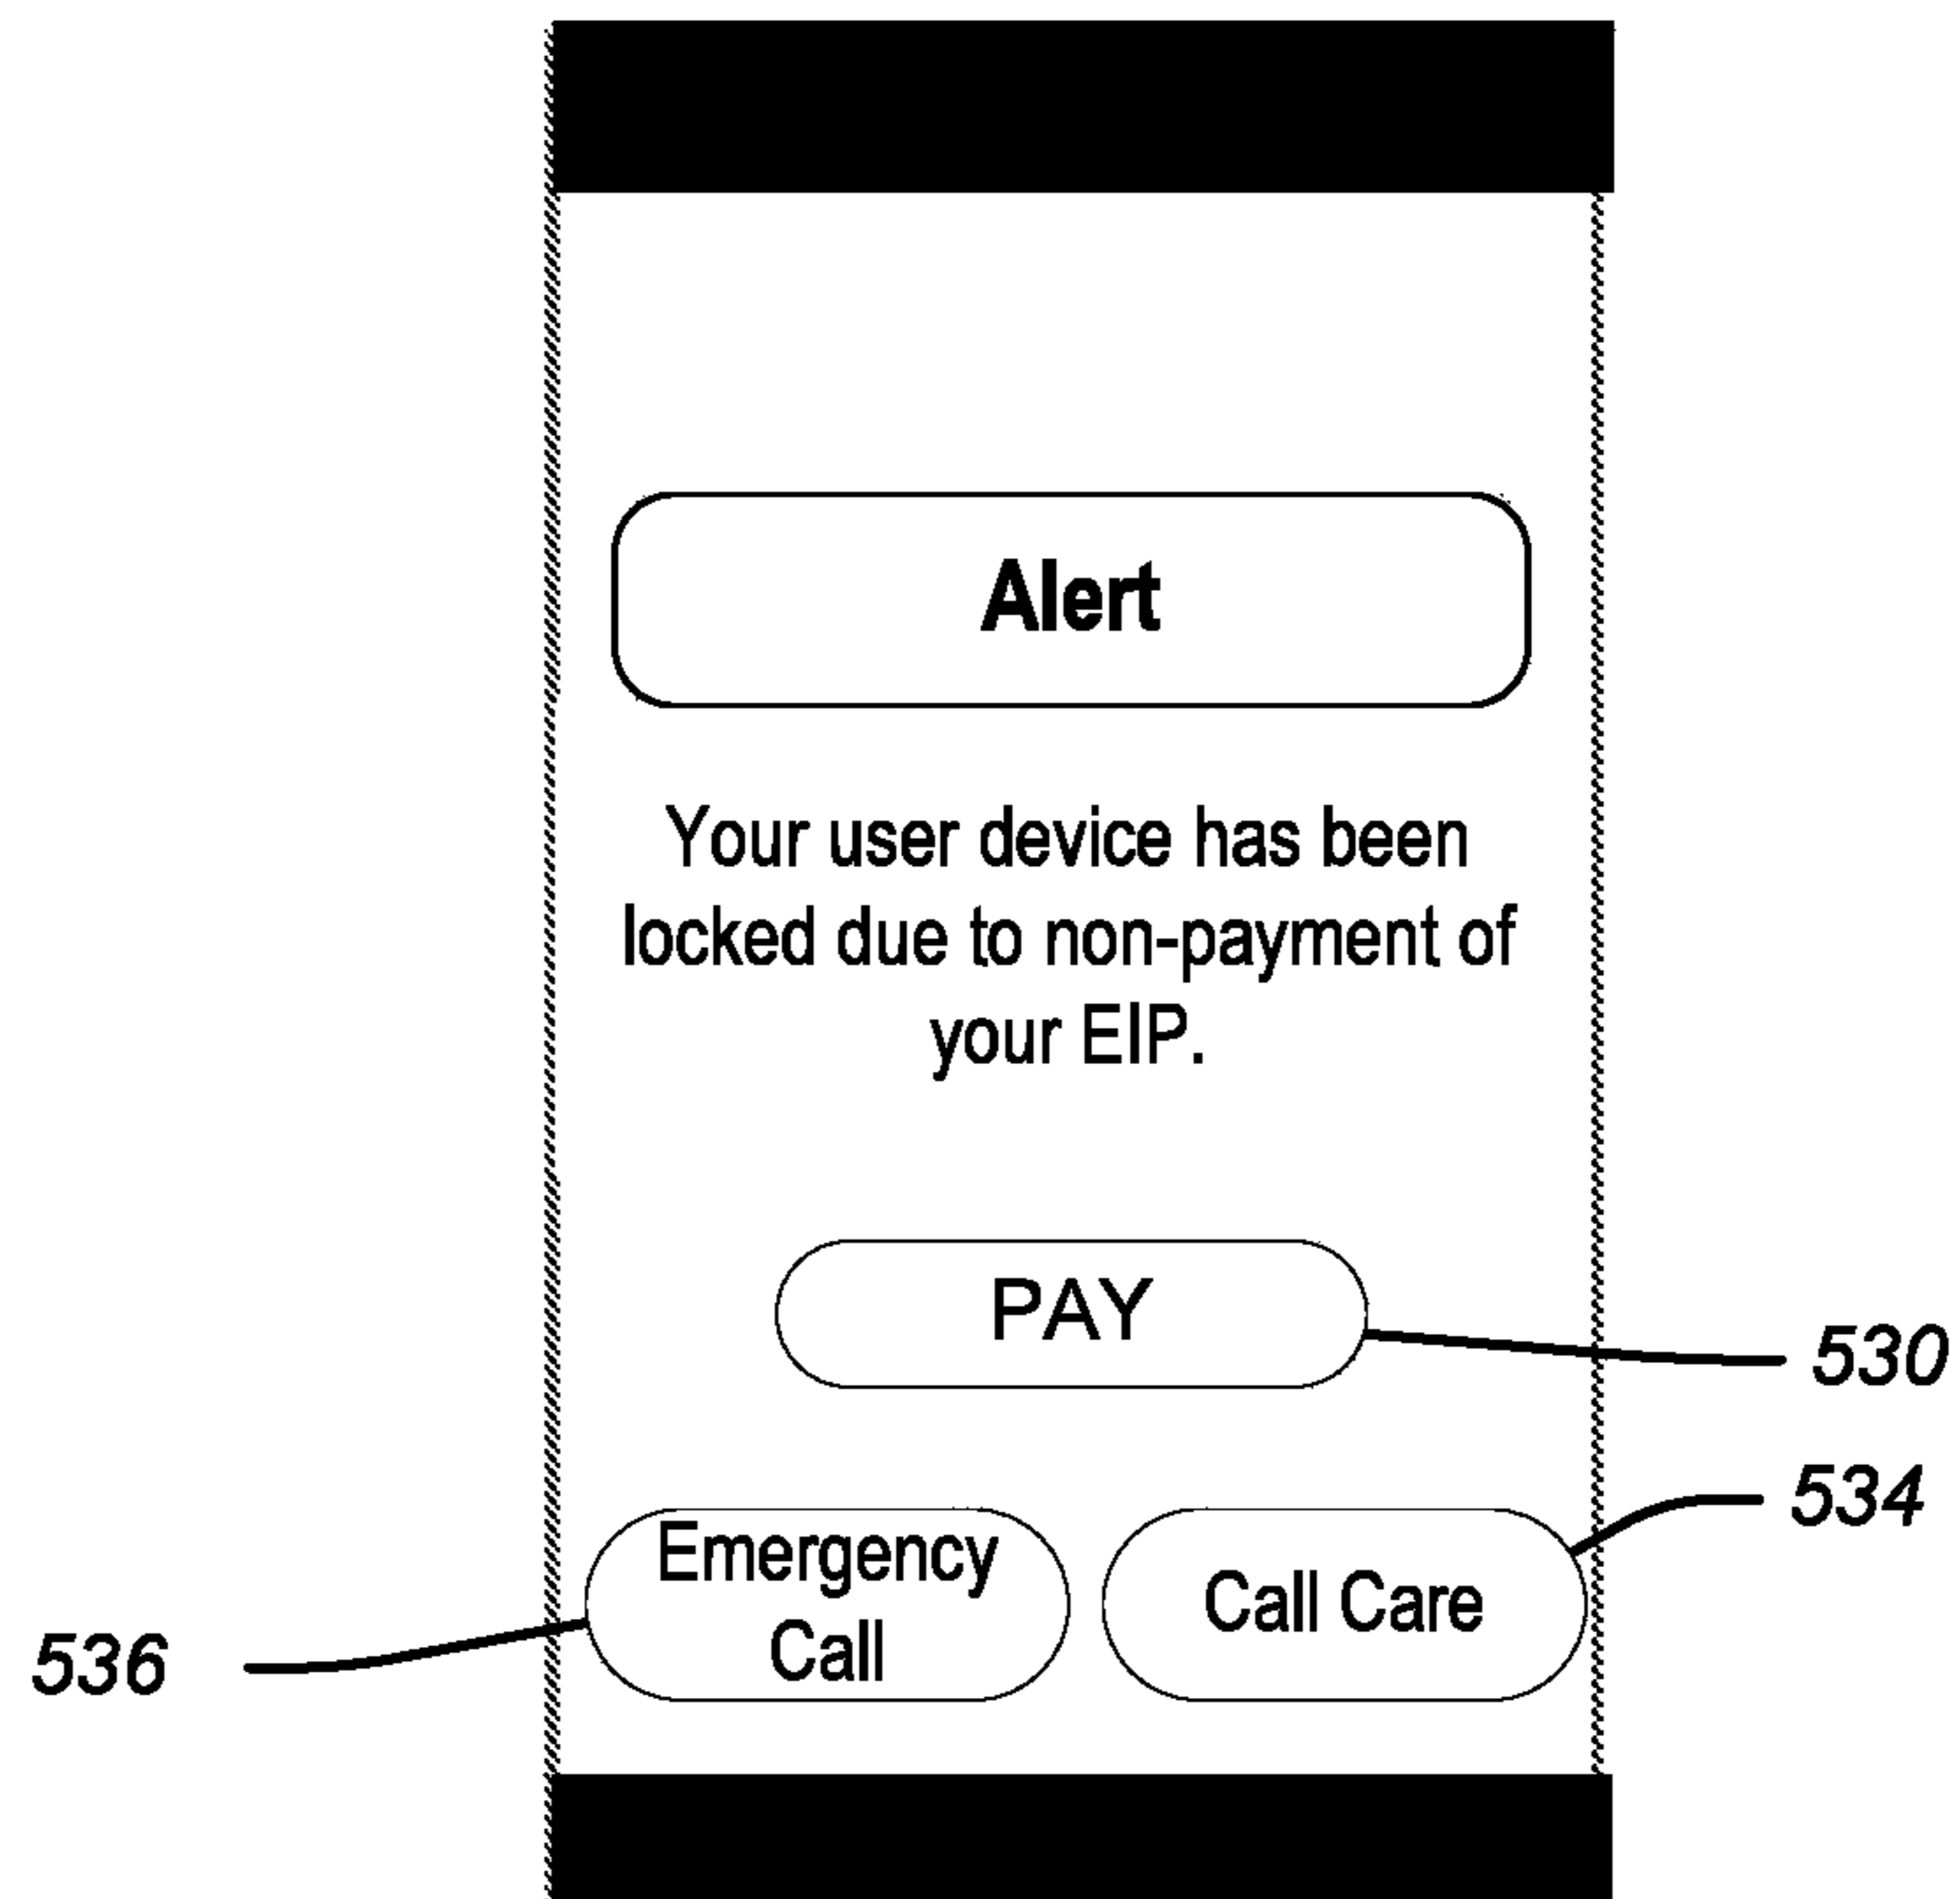 Alert
Your user device has been
locked due to non-payment of
your EIP.
PAY
530
534
Emergency
Call
Call Care
536